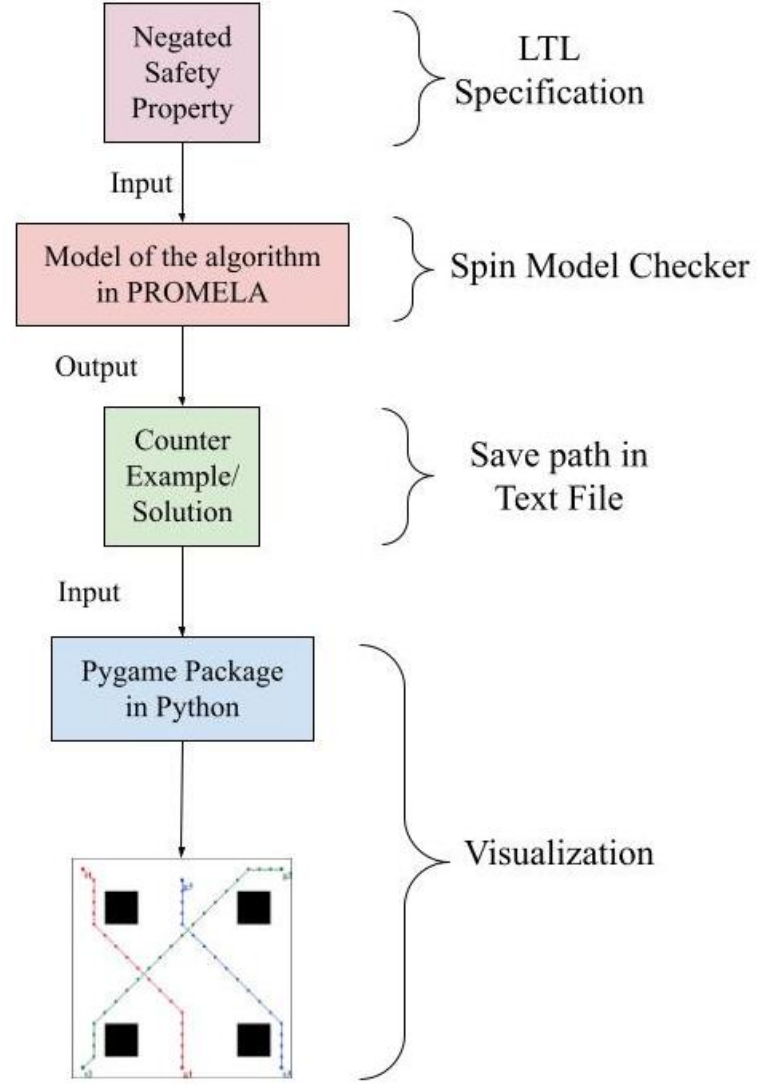 Negated
Safety
Property
LTL
Specification
Input
Model of the algorithm
in PROMELA
Spin Model Checker
Output
Counter
Example/
Solution
Save path in
Text File
Input
Pygame Package
in Python
Visualization